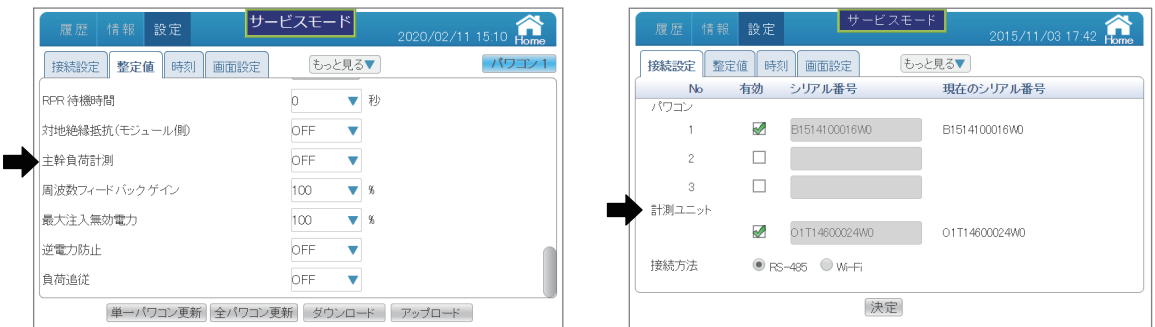 履歴 情報 設定 サービスモード 2020/02/11 15:10 Home
接続設定 整定値 時刻 画面設定 もっと見る▼ パワコン1
RPR 待機時間 0 ▼ 秒
対地絶縁抵抗(モジュール側) OFF ▼
主幹負荷計測 OFF ▼
周波数フィードバックゲイン 100 ▼ %
最大注入無効電力 100 ▼ %
逆電力防止 OFF ▼
負荷追従 OFF ▼
単一パワコン更新 全パワコン更新 ダウンロード アップロード
履歴 情報 設定 サービスモード 2015/11/03 17:42 Home
接続設定 整定値 時刻 画面設定 もっと見る▼
No 有効 シリアル番号 現在のシリアル番号
パワコン
1 B1514100016W0 B1514100016W0
2
3
計測ユニット
O1T14600024W0 O1T14600024W0
接続方法 RS-485 Wi-Fi
決定